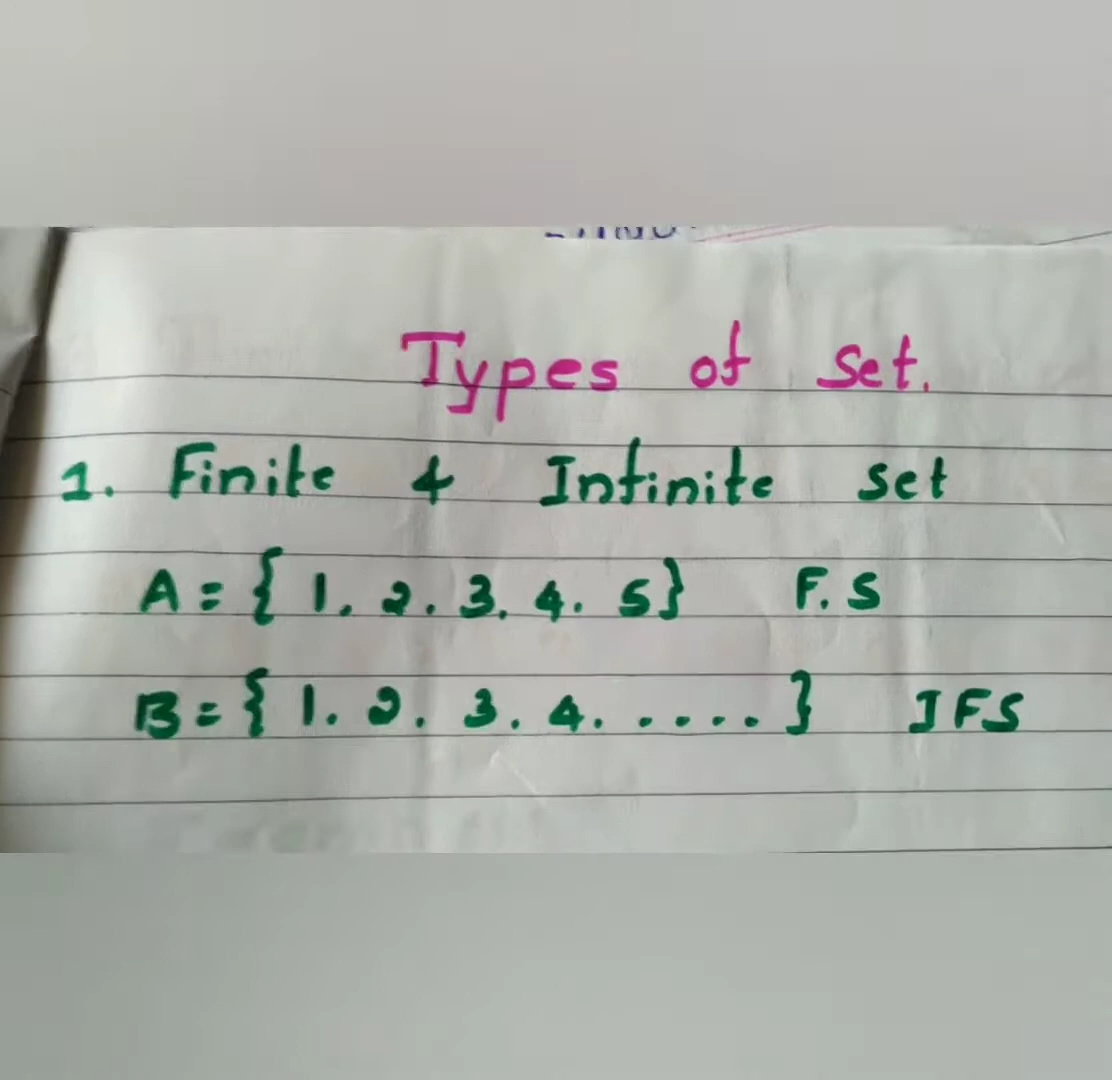 Types of Set.
1. Finite & Infinite set
A = { 1. 2. 3. 4. 5} F. S
B = { 1. 2. 3. 4. . . . . . } IFS